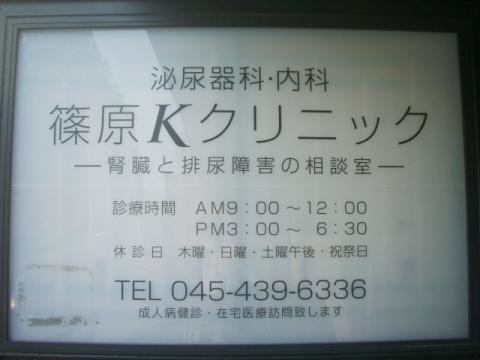 泌尿器科・内科
篠原Kクリニック
―腎臓と排尿障害の相談室―
診療時間 AM9：00～12：00
PM3：00～ 6：30
休診日 木曜・日曜・土曜午後・祝祭日
TEL 045-439-6336
成人病健診・在宅医療訪問致します